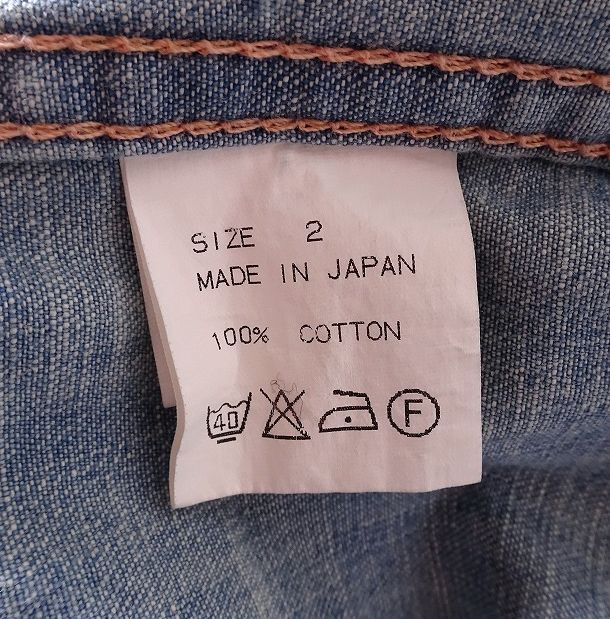 SIZE 2
MADE IN JAPAN
100% COTTON
40 F